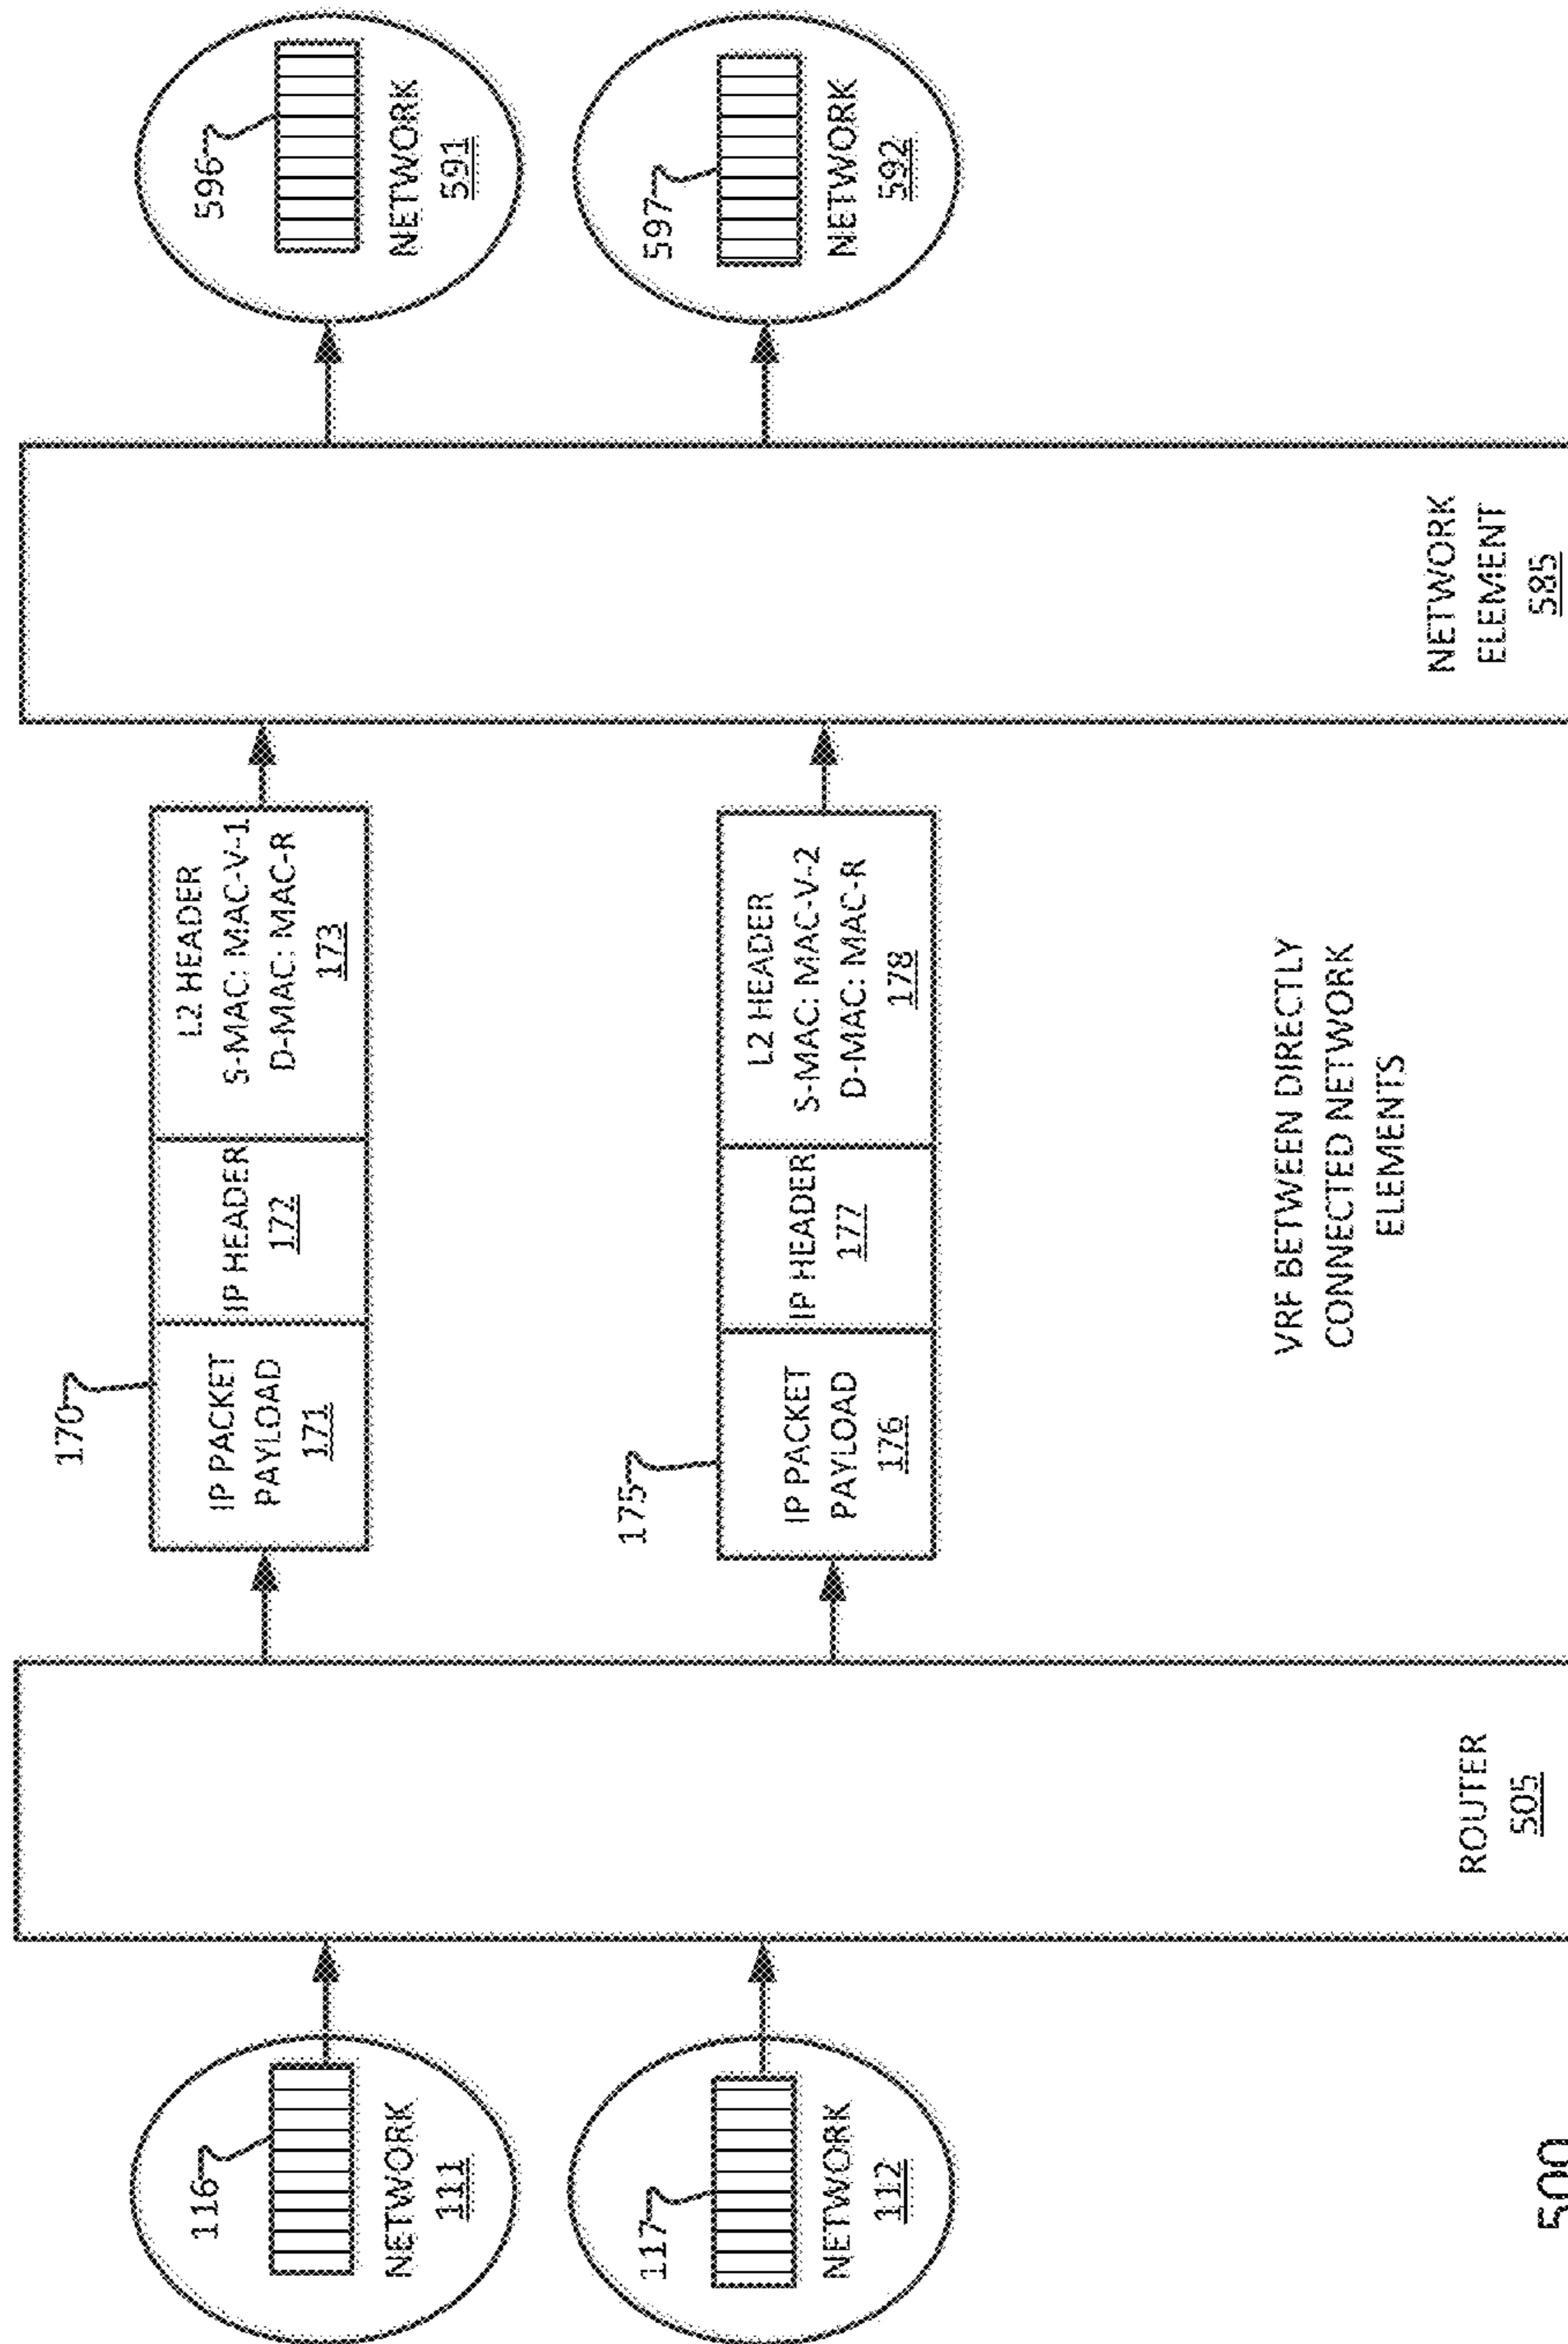 116
NETWORK
111
117
NETWORK
112
ROUTER
505
170
IP PACKET
PAYLOAD
171
IP HEADER
172
L2 HEADER
S-MAC: MAC-V-1
D-MAC: MAC-R
173
175
IP PACKET
PAYLOAD
176
IP HEADER
177
L2 HEADER
S-MAC: MAC-V-2
D-MAC: MAC-R
178
VRF BETWEEN DIRECTLY
CONNECTED NETWORK
ELEMENTS
NETWORK
ELEMENT
585
596
NETWORK
591
597
NETWORK
592
500